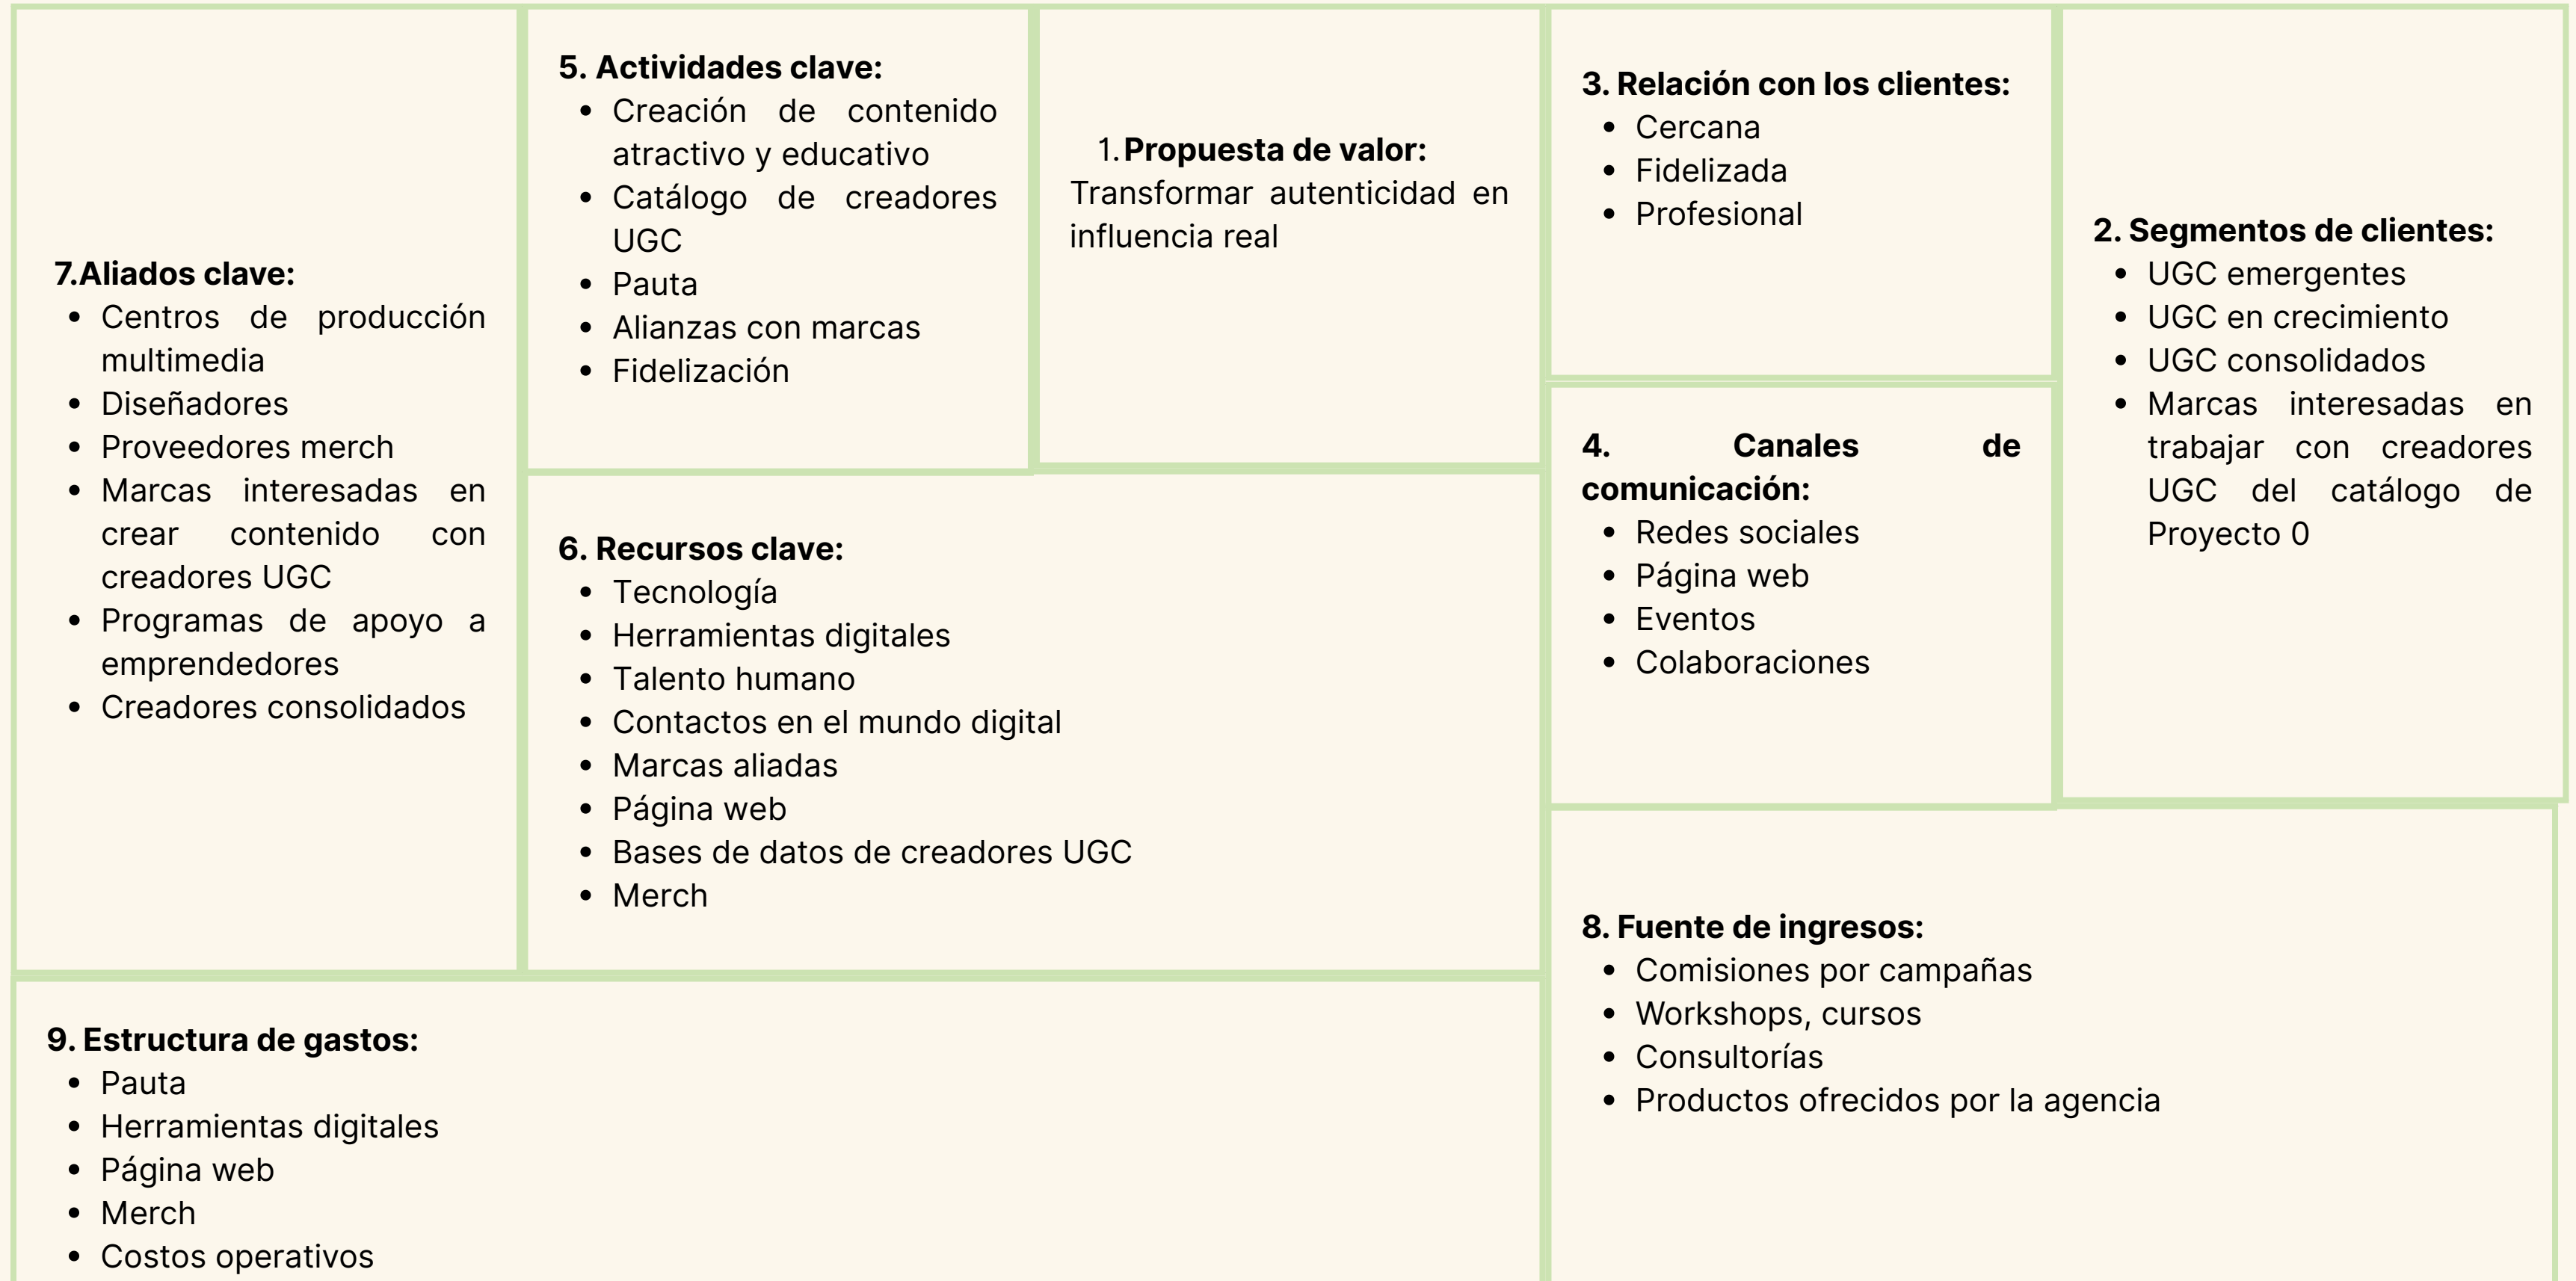 7.Aliados clave:
Centros de producción
multimedia
Diseñadores
Proveedores merch
Marcas interesadas en
crear contenido con
creadores UGC
Programas de apoyo a
emprendedores
Creadores consolidados
5. Actividades clave:
Creación de contenido
atractivo y educativo
Catálogo de creadores
UGC
Pauta
Alianzas con marcas
Fidelización
1. Propuesta de valor:
Transformar autenticidad en
influencia real
3. Relación con los clientes:
Cercana
Fidelizada
Profesional
2. Segmentos de clientes:
UGC emergentes
UGC en crecimiento
UGC consolidados
Marcas interesadas en
trabajar con creadores
UGC del catálogo de
Proyecto 0
6. Recursos clave:
Tecnología
Herramientas digitales
Talento humano
Contactos en el mundo digital
Marcas aliadas
Página web
Bases de datos de creadores UGC
Merch
4. Canales de
comunicación:
Redes sociales
Página web
Eventos
Colaboraciones
9. Estructura de gastos:
Pauta
Herramientas digitales
Página web
Merch
Costos operativos
8. Fuente de ingresos:
Comisiones por campañas
Workshops, cursos
Consultorías
Productos ofrecidos por la agencia